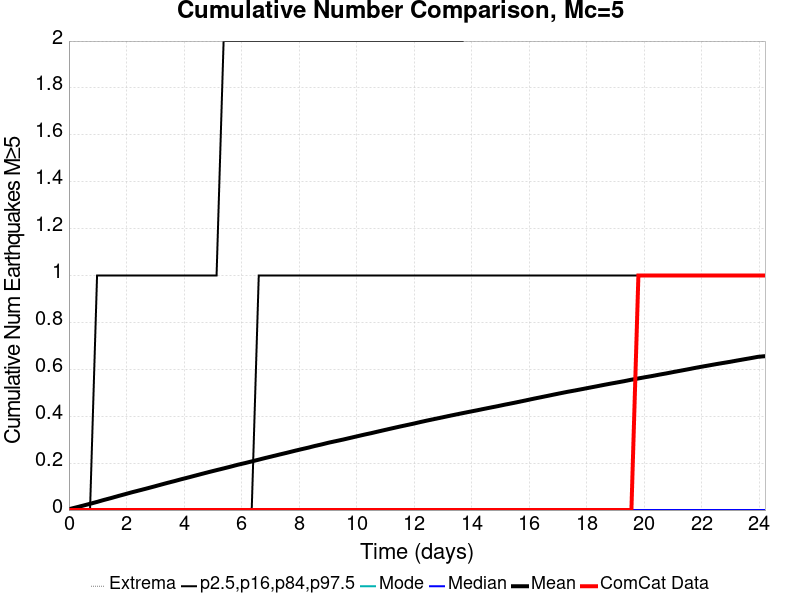 Cumulative Number Comparison, Mc=5
Cumulative Num Earthquakes M≥5
2
1.8
1.6
1.4
1.2
1
0.8
0.6
0.4
0.2
0
0 2 4 6 8 10 12 14 16 18 20 22 24
Time (days)
Extrema p2.5,p16,p84,p97.5 Mode Median Mean ComCat Data